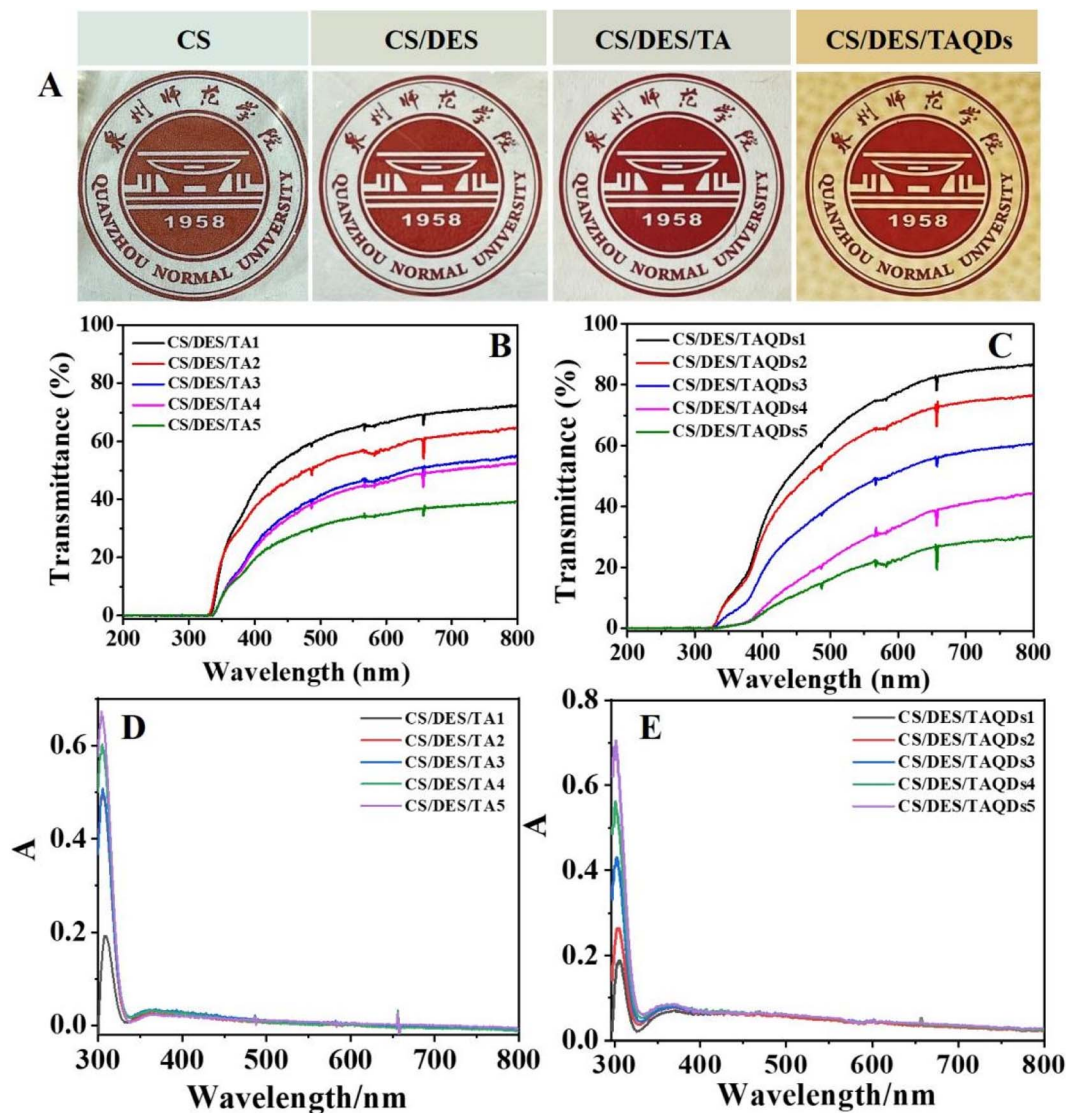 CS
CS/DES
CS/DES/TA
CS/DES/TAQDs
A
泉州师范学院
1958
QUANZHOU NORMAL UNIVERSITY
泉州师范学院
1958
QUANZHOU NORMAL UNIVERSITY
泉州师范学院
1958
QUANZHOU NORMAL UNIVERSITY
泉州师范学院
1958
QUANZHOU NORMAL UNIVERSITY
B
CS/DES/TA1
CS/DES/TA2
CS/DES/TA3
CS/DES/TA4
CS/DES/TA5
Transmittance (%)
100
80
60
40
20
0
200 300 400 500 600 700 800
Wavelength (nm)
C
CS/DES/TAQDs1
CS/DES/TAQDs2
CS/DES/TAQDs3
CS/DES/TAQDs4
CS/DES/TAQDs5
Transmittance (%)
100
80
60
40
20
0
200 300 400 500 600 700 800
Wavelength (nm)
D
CS/DES/TA1
CS/DES/TA2
CS/DES/TA3
CS/DES/TA4
CS/DES/TA5
A
0.6
0.4
0.2
0.0
300 400 500 600 700 800
Wavelength/nm
E
CS/DES/TAQDs1
CS/DES/TAQDs2
CS/DES/TAQDs3
CS/DES/TAQDs4
CS/DES/TAQDs5
A
0.8
0.6
0.4
0.2
0.0
300 400 500 600 700 800
Wavelength/nm